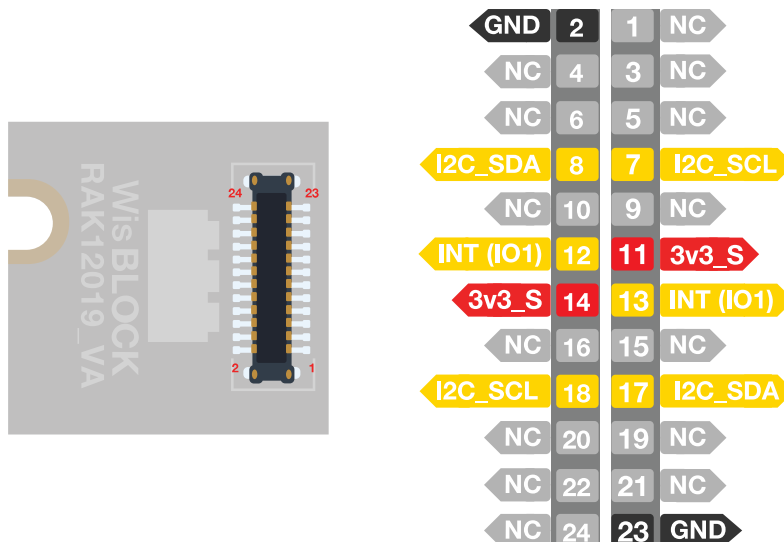 GND 2 1 NC
NC 4 3 NC
NC 6 5 NC
I2C_SDA 8 7 I2C_SCL
NC 10 9 NC
INT (IO1) 12 11 3v3_S
3v3_S 14 13 INT (IO1)
NC 16 15 NC
I2C_SCL 18 17 I2C_SDA
NC 20 19 NC
NC 22 21 NC
NC 24 23 GND
WisBLOCK
RAK12019_VA
24 23
2 1